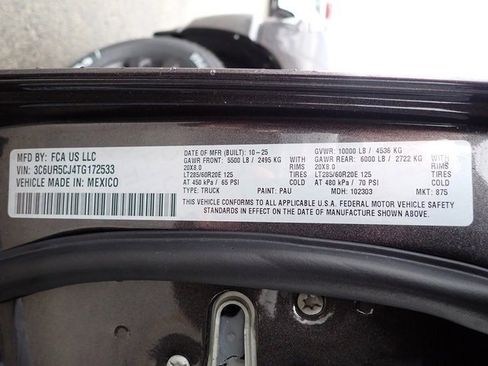 MFR: FCA US LLC
VIN: 3C6UR5CJ4TG172533
VEHICLE MADE IN: MEXICO
DATE OF MFR (BUILT): 10-25 GVWR: 10000 LB / 4536 KG
GAWR FRONT: 5500 LB / 2495 KG WITH GAWR REAR: 6000 LB / 2722 KG WITH
20X8.0 RIMS 20X8.0 RIMS
LT285/60R20E 125 TIRES LT285/60R20E 125 TIRES
AT 450 kPa / 65 PSI COLD AT 480 kPa / 70 PSI COLD
TYPE: TRUCK PAINT: PAU MDH: 102303 MKT: 875
THIS VEHICLE CONFORMS TO ALL APPLICABLE U.S.A. FEDERAL MOTOR VEHICLE SAFETY
STANDARDS IN EFFECT ON THE DATE OF MANUFACTURE SHOWN ABOVE.